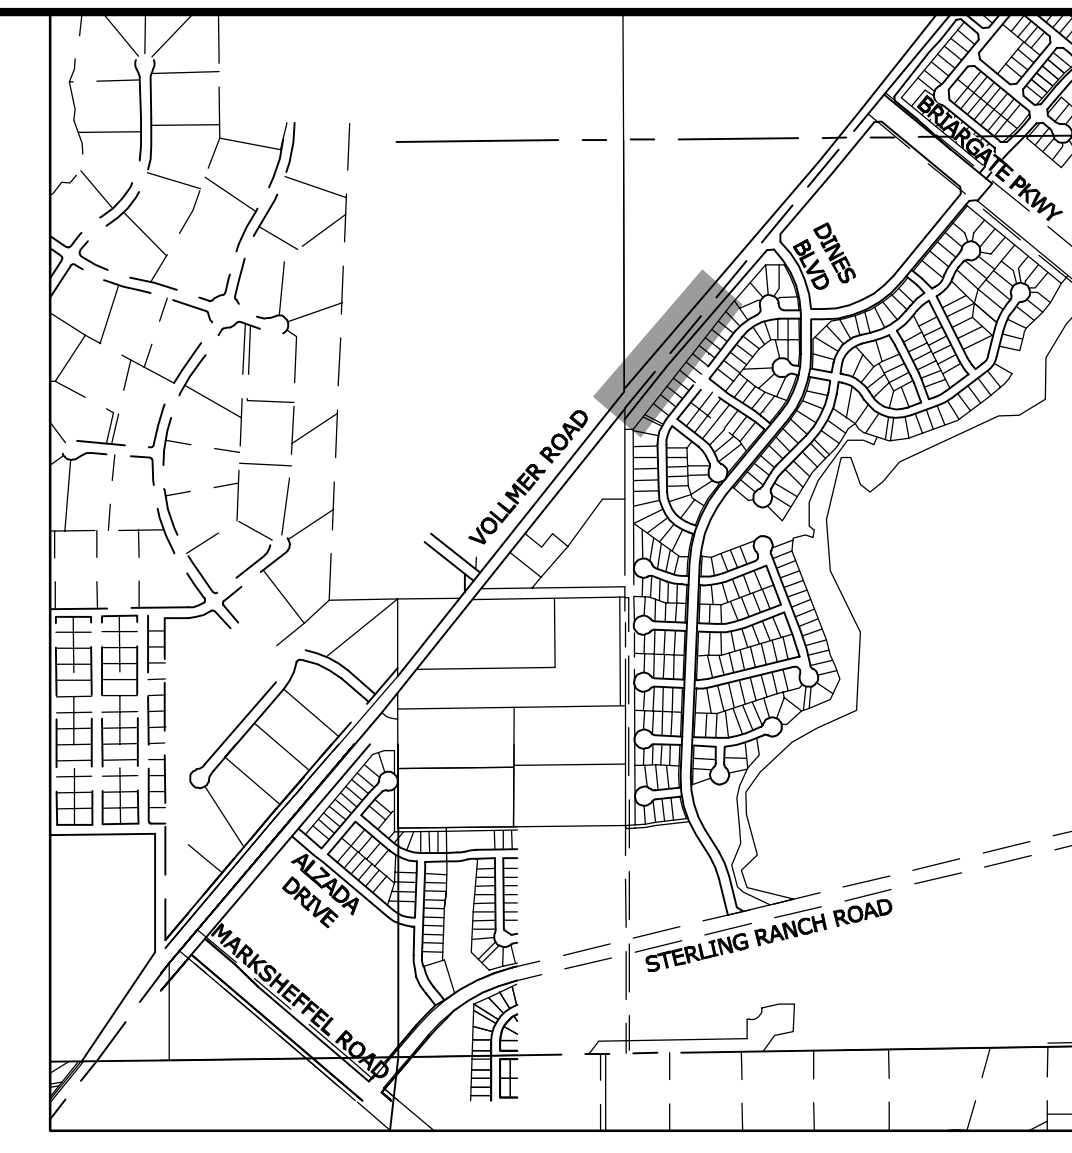 BRIARGATE PKWY
DINES
BLVD
VOLLMER ROAD
ALZADA
DRIVE
STERLING RANCH ROAD
MARKSHEFFEL ROAD